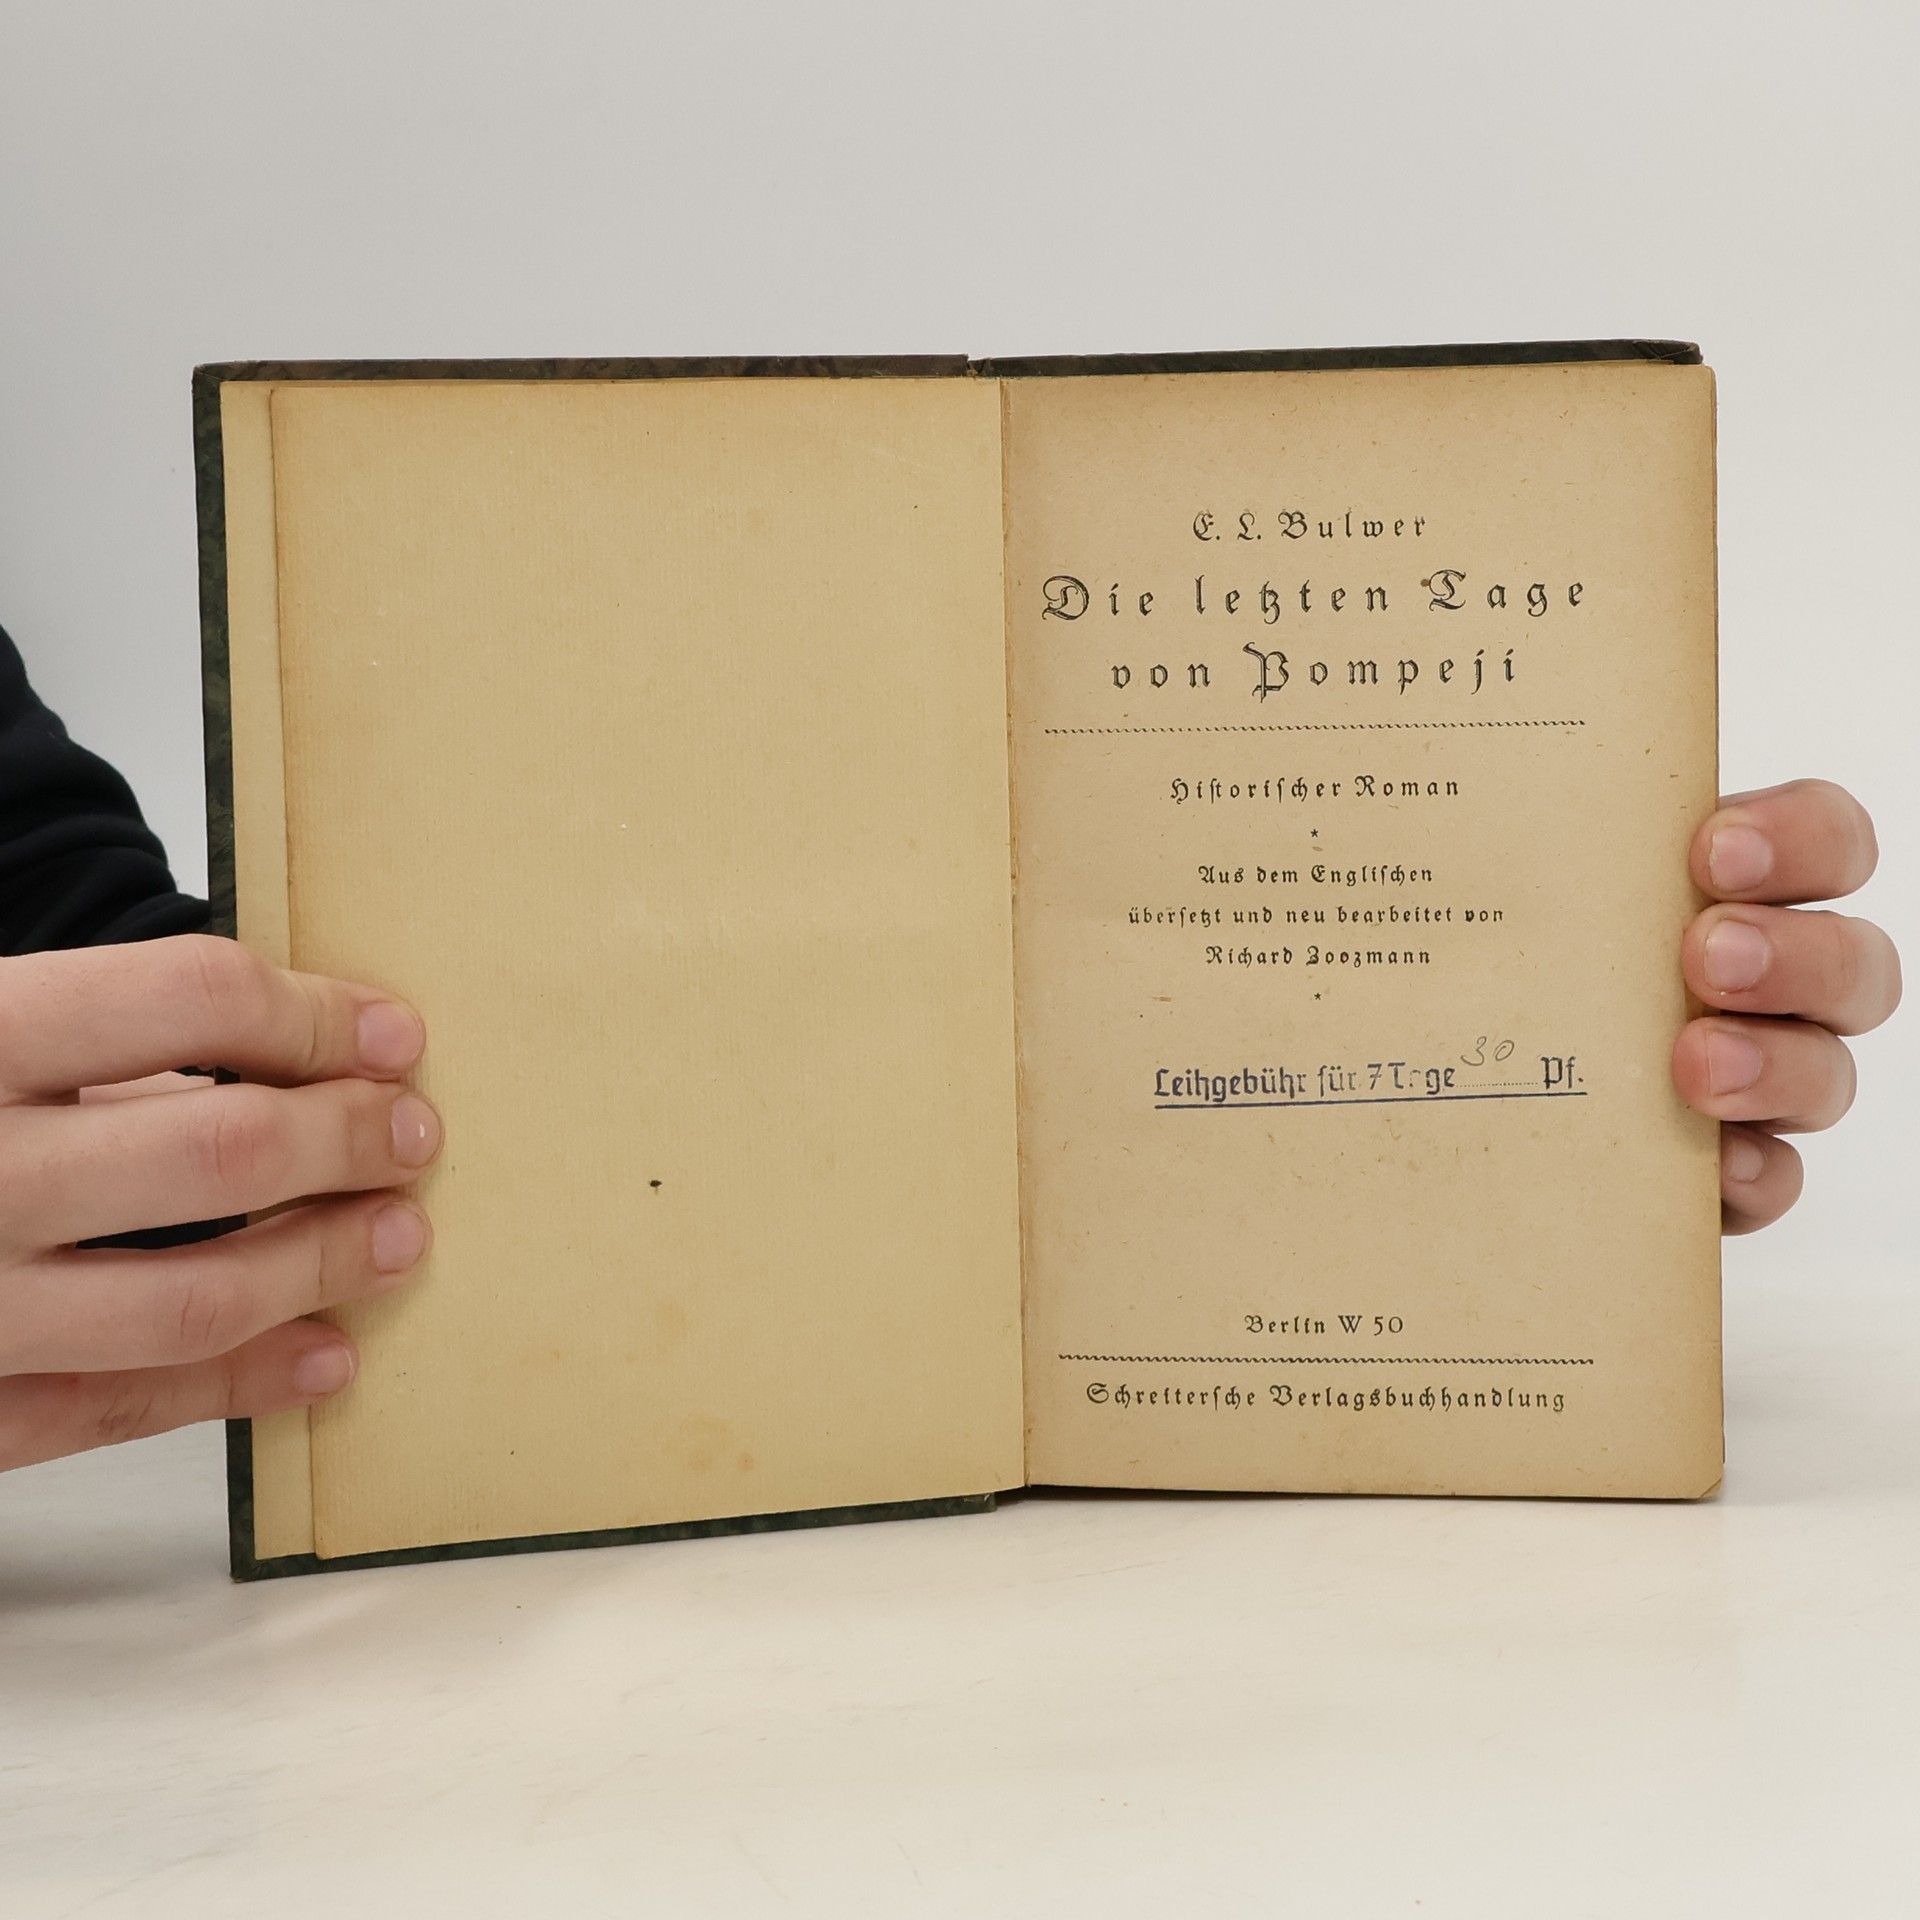 E. L. Bulwer
Die letzten Tage
von Pompeji
Hiſtoriſcher Roman
*
Aus dem Engliſchen
überſetzt und neu bearbeitet von
Richard Zoozmann
*
Leihgebühr für 7 Tage 30 Pf.
Berlin W 50
Schreiterſche Verlagsbuchhandlung